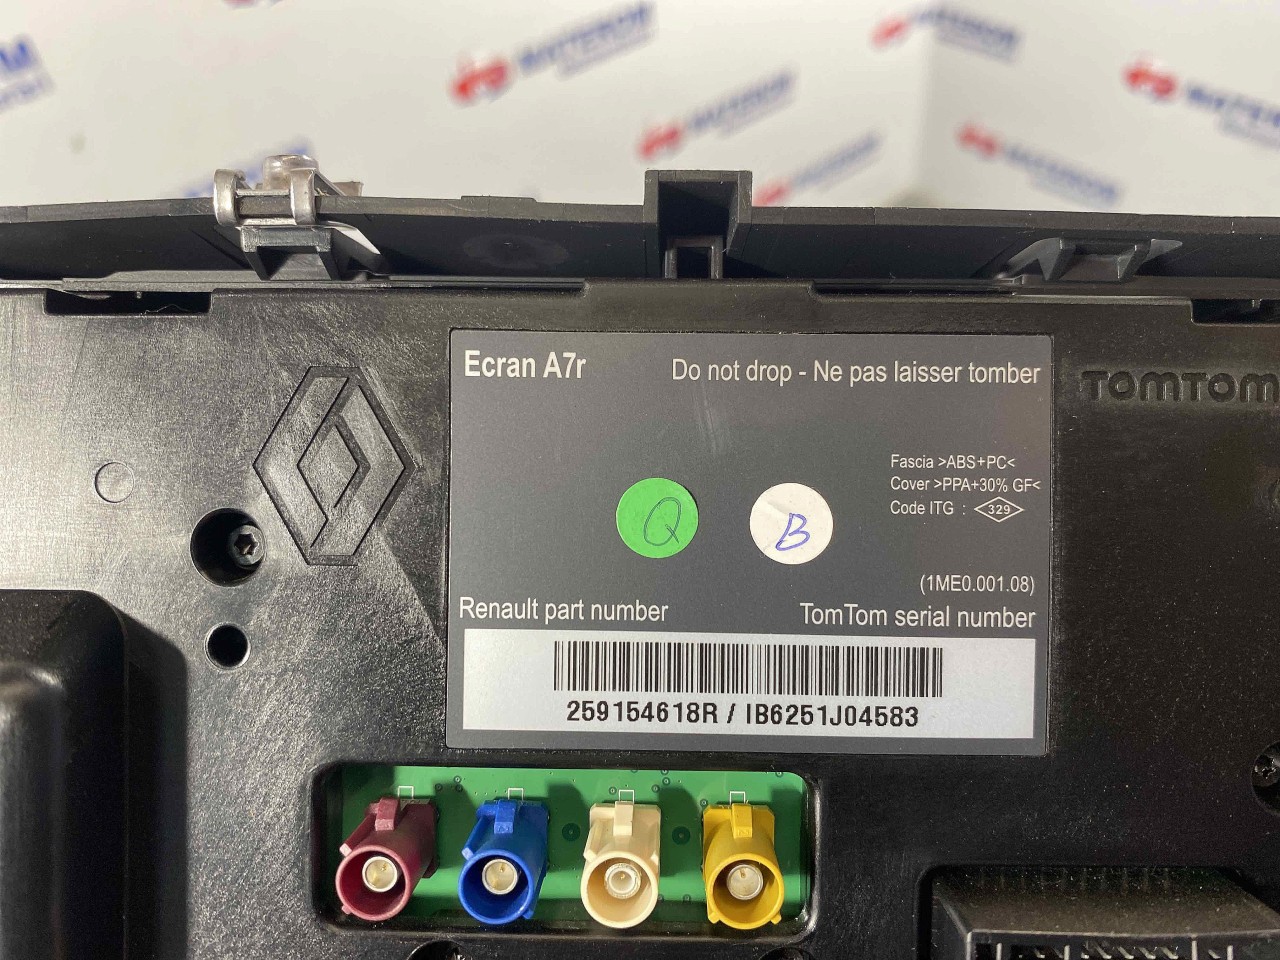 Ecran A7r
Do not drop - Ne pas laisser tomber
TOMTOM
Fascia >ABS+PC<
Cover >PPA+30% GF<
Code ITG : 329
Q
B
(1ME0.001.08)
Renault part number
TomTom serial number
259154618R / IB6251J04583